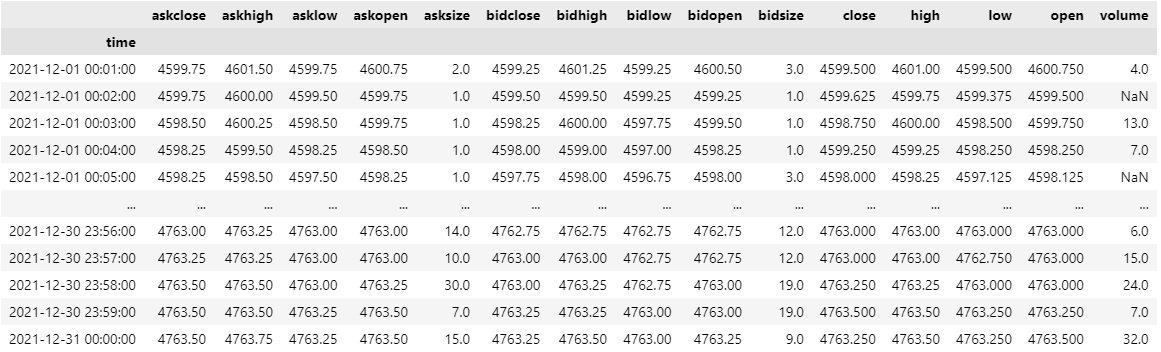 askclose askhigh asklow askopen asksize bidclose bidhigh bidlow bidopen bidsize close high low open volume
time
2021-12-01 00:01:00 4599.75 4601.50 4599.75 4600.75 2.0 4599.25 4601.25 4599.25 4600.50 3.0 4599.500 4601.00 4599.500 4600.750 4.0
2021-12-01 00:02:00 4599.75 4600.00 4599.50 4599.75 1.0 4599.50 4599.50 4599.25 4599.25 1.0 4599.625 4599.75 4599.375 4599.500 NaN
2021-12-01 00:03:00 4598.50 4600.25 4598.50 4599.75 1.0 4598.25 4600.00 4597.75 4599.50 1.0 4598.750 4600.00 4598.500 4599.750 13.0
2021-12-01 00:04:00 4598.25 4599.50 4598.25 4598.50 1.0 4598.00 4599.00 4597.00 4598.25 1.0 4599.250 4599.25 4598.250 4598.250 7.0
2021-12-01 00:05:00 4598.25 4598.50 4597.50 4598.25 1.0 4597.75 4598.00 4596.75 4598.00 3.0 4598.000 4598.25 4597.125 4598.125 NaN
... ... ... ... ... ... ... ... ... ... ... ... ... ... ... ...
2021-12-30 23:56:00 4763.00 4763.25 4763.00 4763.00 14.0 4762.75 4762.75 4762.75 4762.75 12.0 4763.000 4763.00 4763.000 4763.000 6.0
2021-12-30 23:57:00 4763.25 4763.25 4763.00 4763.00 10.0 4763.00 4763.00 4762.75 4762.75 12.0 4763.000 4763.00 4762.750 4763.000 15.0
2021-12-30 23:58:00 4763.50 4763.50 4763.00 4763.25 30.0 4763.00 4763.25 4762.75 4763.00 19.0 4763.250 4763.25 4763.000 4763.000 24.0
2021-12-30 23:59:00 4763.50 4763.50 4763.25 4763.50 7.0 4763.25 4763.25 4763.00 4763.00 19.0 4763.500 4763.50 4763.250 4763.250 7.0
2021-12-31 00:00:00 4763.50 4763.75 4763.25 4763.50 15.0 4763.25 4763.50 4763.00 4763.25 9.0 4763.250 4763.50 4763.250 4763.500 32.0